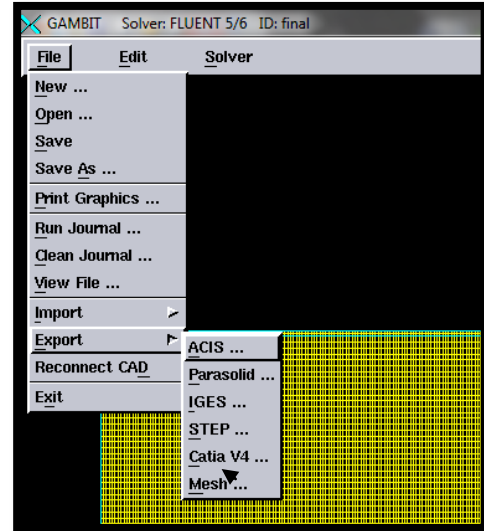 GAMBIT Solver: FLUENT 5/6 ID: final
File Edit Solver
New ...
Open ...
Save
Save As ...
Print Graphics ...
Run Journal ...
Clean Journal ...
View File ...
Import
Export
Reconnect CAD
Exit
ACIS ...
Parasolid ...
IGES ...
STEP ...
Catia V4 ...
Mesh ...